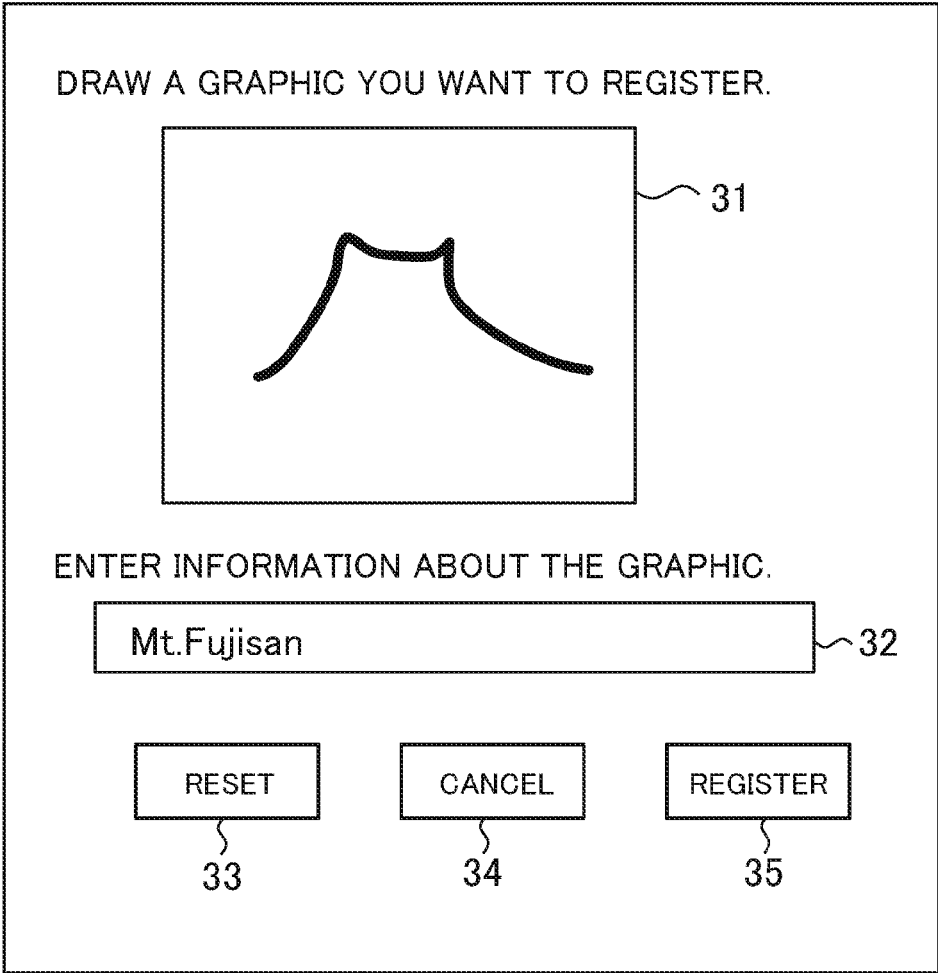 DRAW A GRAPHIC YOU WANT TO REGISTER.
31
ENTER INFORMATION ABOUT THE GRAPHIC.
Mt.Fujisan
32
RESET CANCEL REGISTER
33 34 35